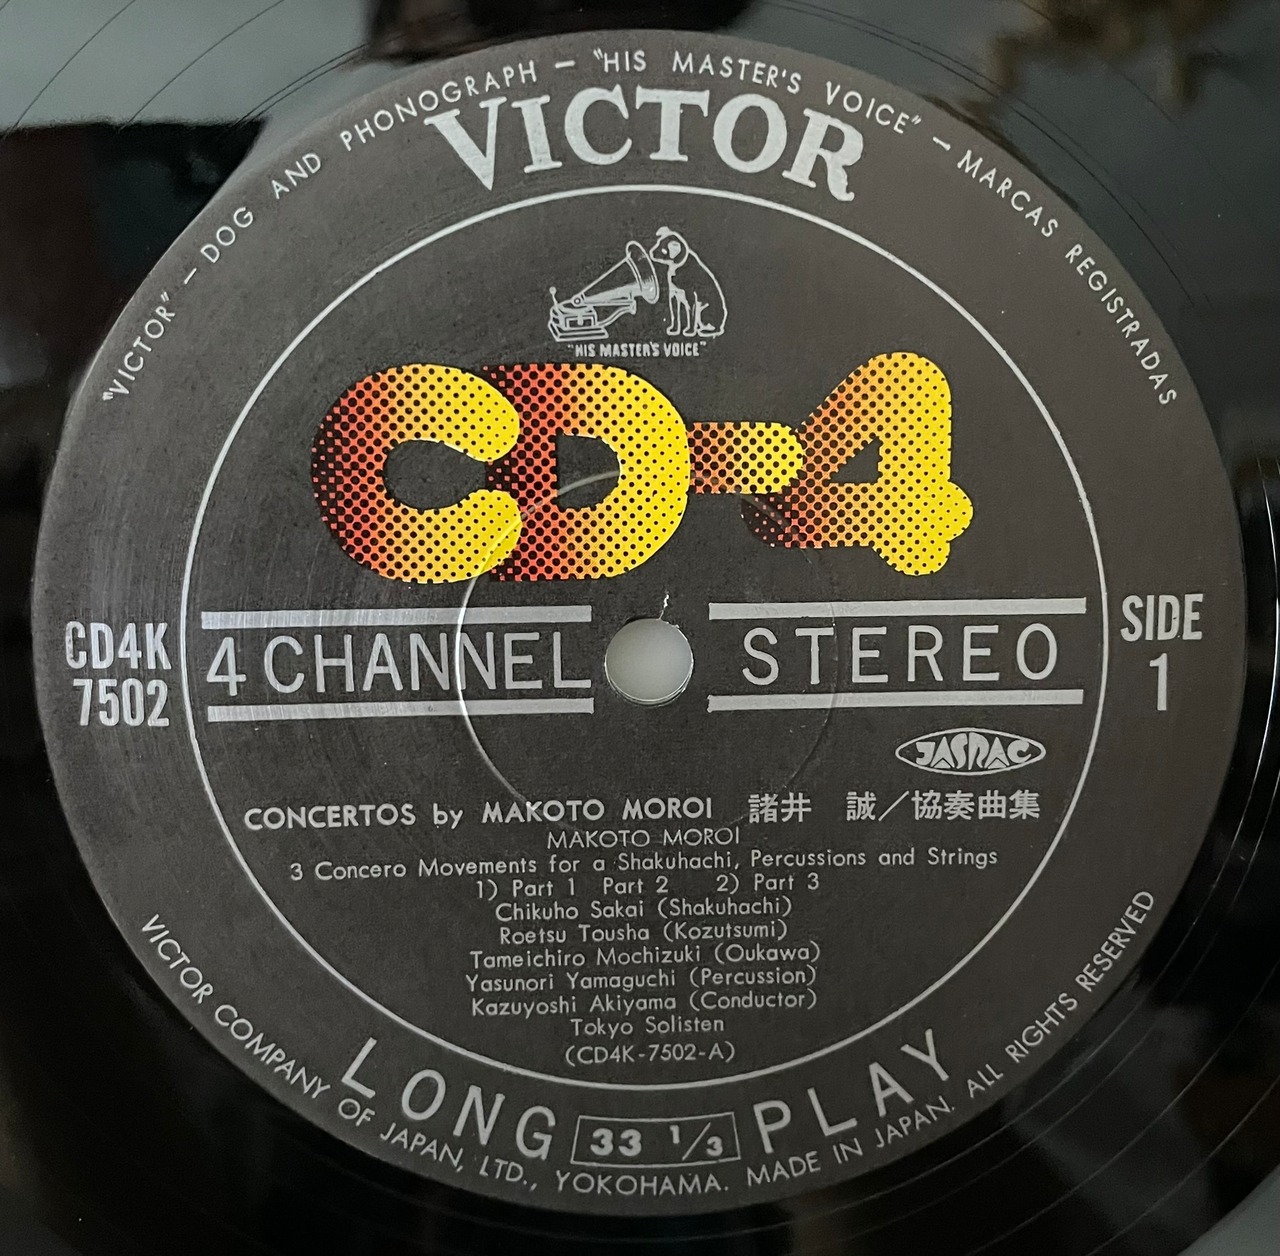 "VICTOR" – DOG AND PHONOGRAPH – "HIS MASTER'S VOICE" – MARCAS REGISTRADAS
VICTOR
"HIS MASTER'S VOICE"
CD-4
CD4K
7502
4 CHANNEL STEREO
SIDE
1
JASRAC
CONCERTOS by MAKOTO MOROI 諸井 誠／協奏曲集
MAKOTO MOROI
3 Concero Movements for a Shakuhachi, Percussions and Strings
1) Part 1 Part 2 2) Part 3
Chikuho Sakai (Shakuhachi)
Roetsu Tousha (Kozutsumi)
Tameichiro Mochizuki (Oukawa)
Yasunori Yamaguchi (Percussion)
Kazuyoshi Akiyama (Conductor)
Tokyo Solisten
(CD4K-7502-A)
LONG 33 1/3 PLAY
VICTOR COMPANY OF JAPAN, LTD., YOKOHAMA. MADE IN JAPAN. ALL RIGHTS RESERVED